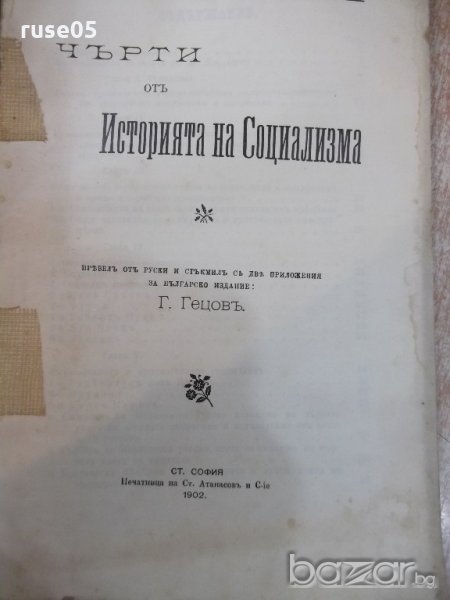 ruse05
ЧЪРТИ
ОТЪ
Историята на Социализма
ПРѢВЕЛЪ ОТЪ РУСКИ И СТЪКМИЛЪ СЪ ДВѢ ПРИЛОЖЕНИЯ
ЗА БЪЛГАРСКО ИЗДАНИЕ:
Г. Гецовъ.
СТ. СОФИЯ
Печатница на Ст. Атанасовъ и С-ie
1902.
bazar.bg